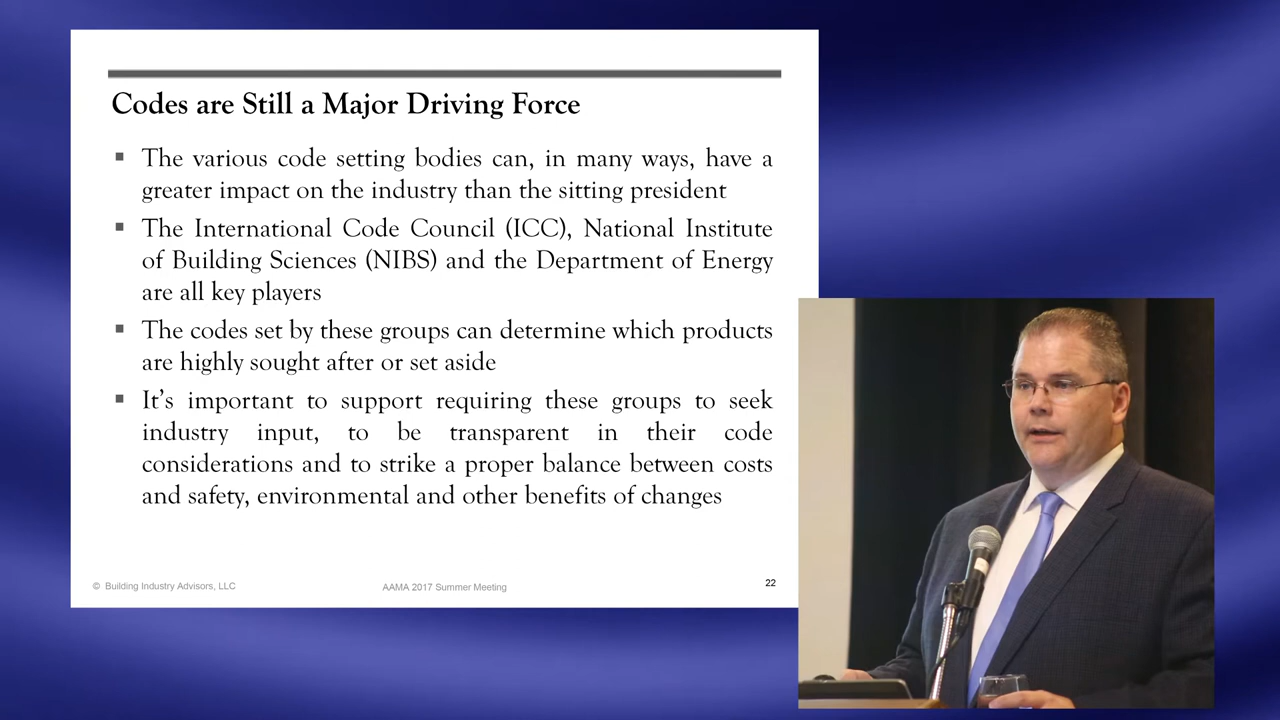 Codes are Still a Major Driving Force
▪ The various code setting bodies can, in many ways, have a
greater impact on the industry than the sitting president
▪ The International Code Council (ICC), National Institute
of Building Sciences (NIBS) and the Department of Energy
are all key players
▪ The codes set by these groups can determine which products
are highly sought after or set aside
▪ It’s important to support requiring these groups to seek
industry input, to be transparent in their code
considerations and to strike a proper balance between costs
and safety, environmental and other benefits of changes
© Building Industry Advisors, LLC
AAMA 2017 Summer Meeting
22